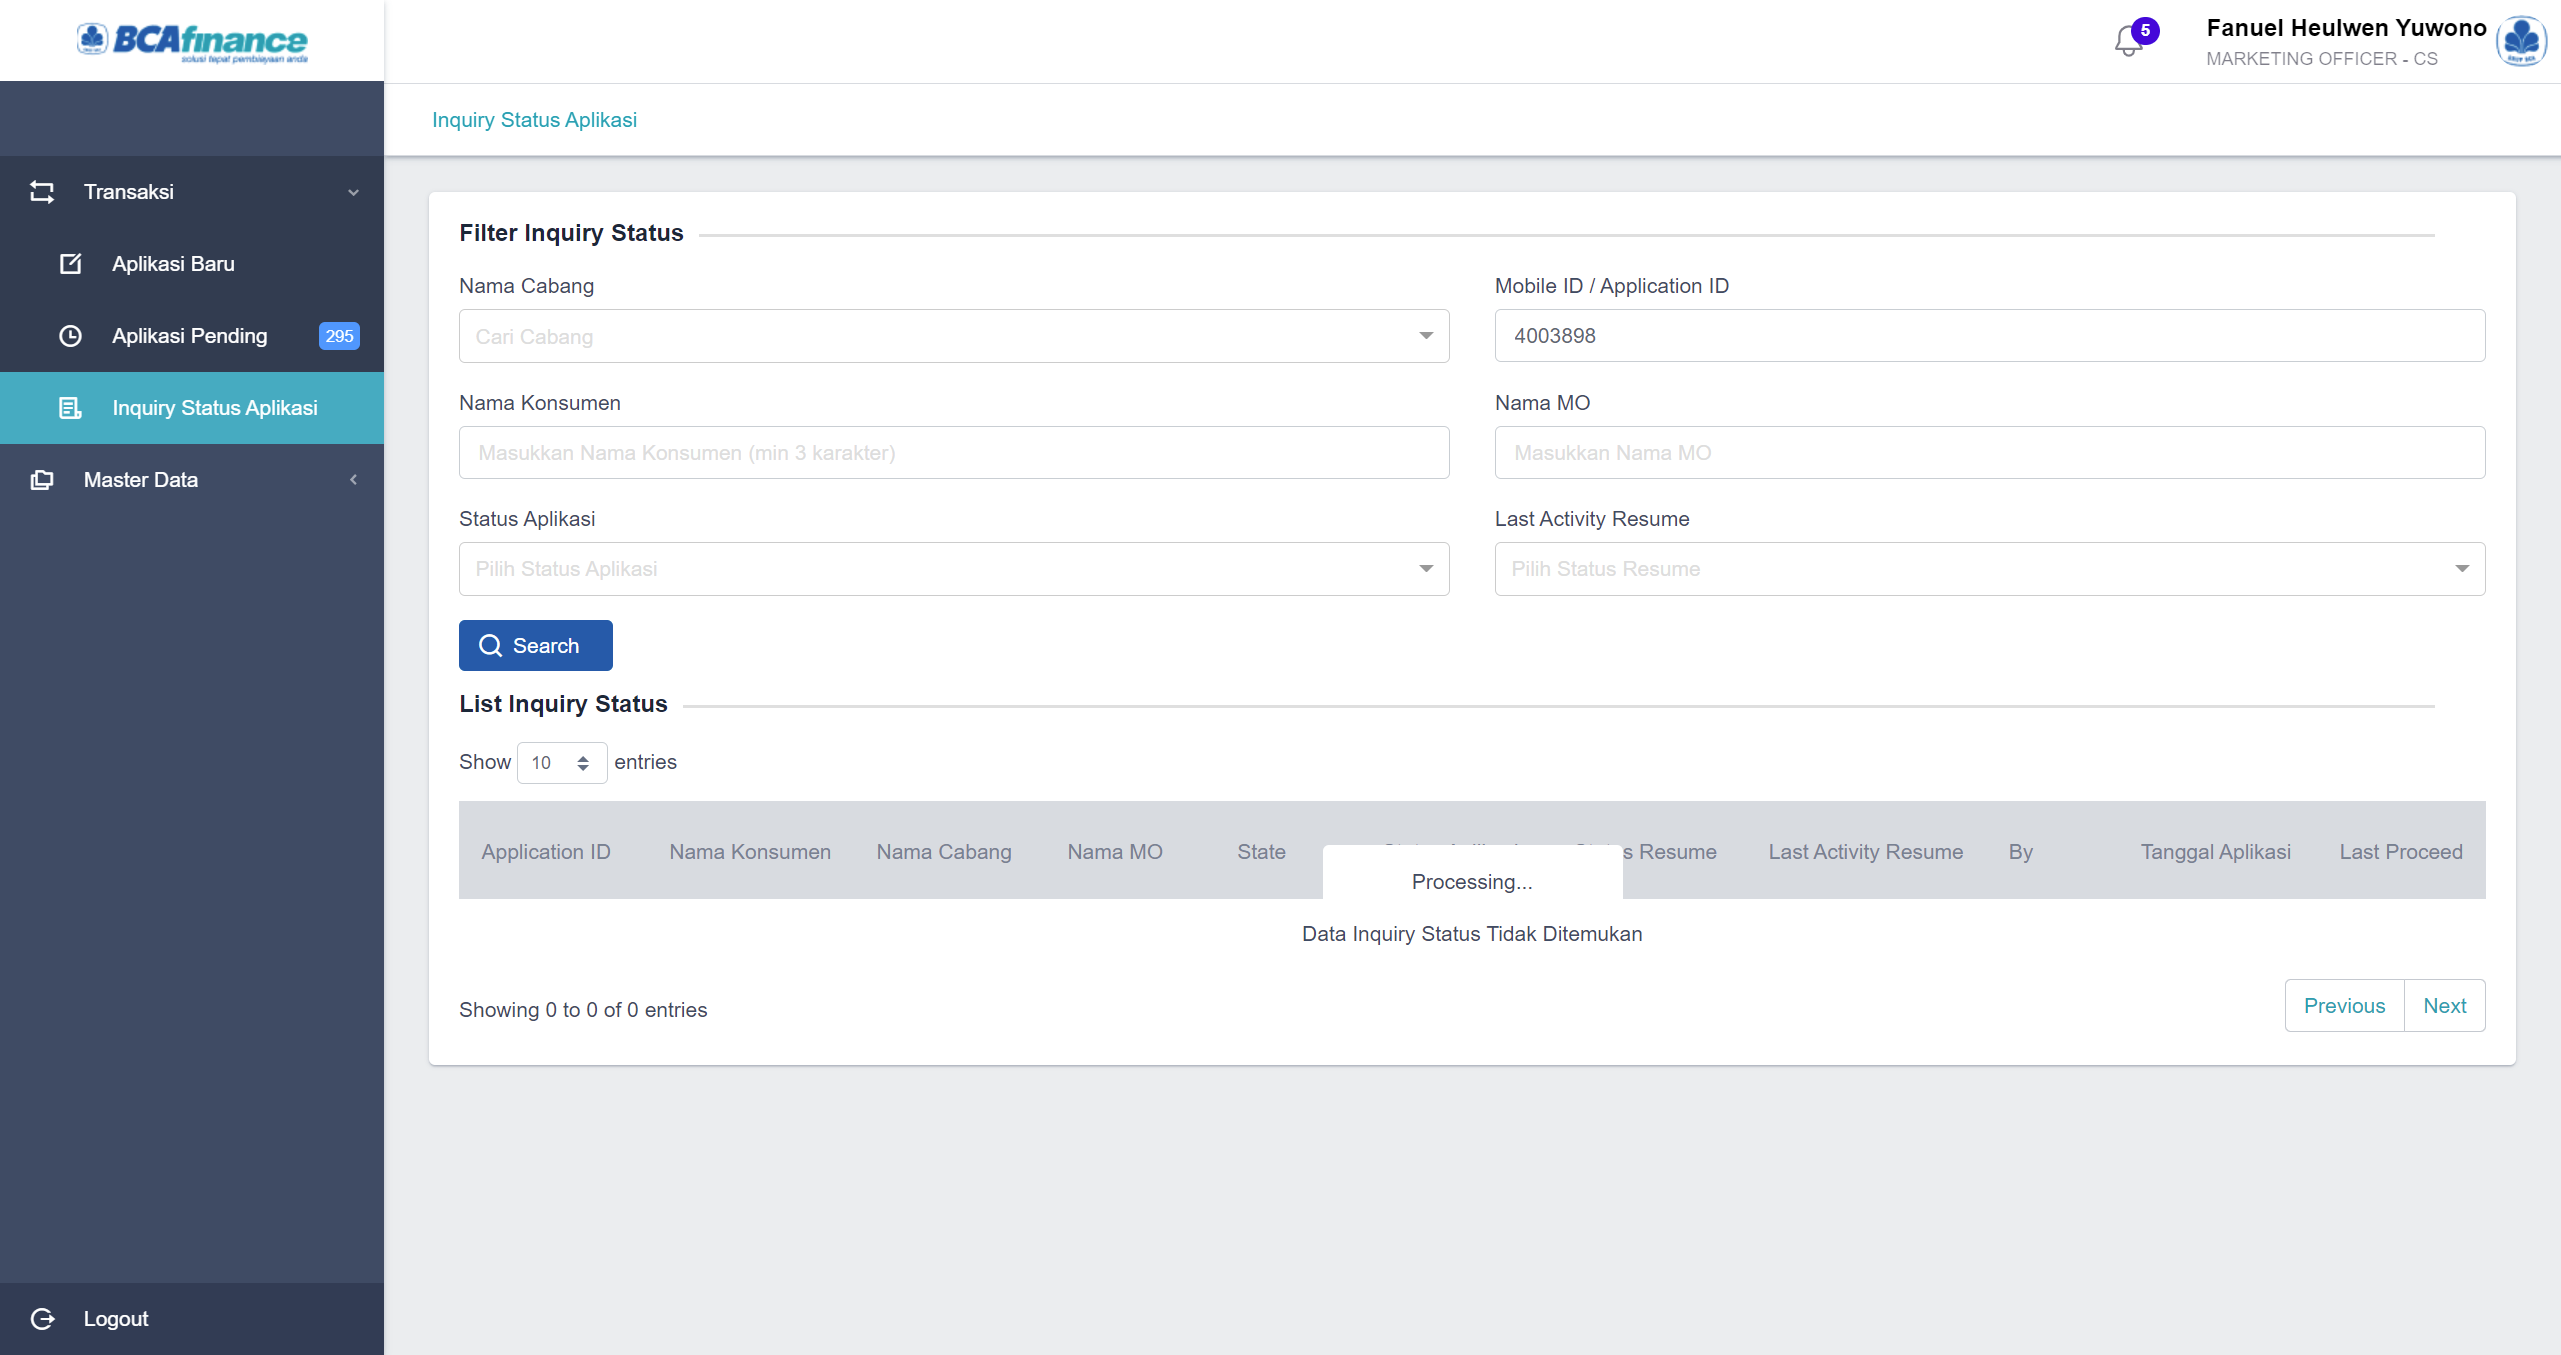 BCAfinance
solusi tepat pembiayaan anda
5
Fanuel Heulwen Yuwono
MARKETING OFFICER - CS
Inquiry Status Aplikasi
Transaksi
Aplikasi Baru
Aplikasi Pending 295
Inquiry Status Aplikasi
Master Data
Logout
Filter Inquiry Status
Nama Cabang
Cari Cabang
Mobile ID / Application ID
4003898
Nama Konsumen
Masukkan Nama Konsumen (min 3 karakter)
Nama MO
Masukkan Nama MO
Status Aplikasi
Pilih Status Aplikasi
Last Activity Resume
Pilih Status Resume
Search
List Inquiry Status
Show 10 entries
Application ID Nama Konsumen Nama Cabang Nama MO State Resume Last Activity Resume By Tanggal Aplikasi Last Proceed
Processing...
Data Inquiry Status Tidak Ditemukan
Showing 0 to 0 of 0 entries
Previous Next